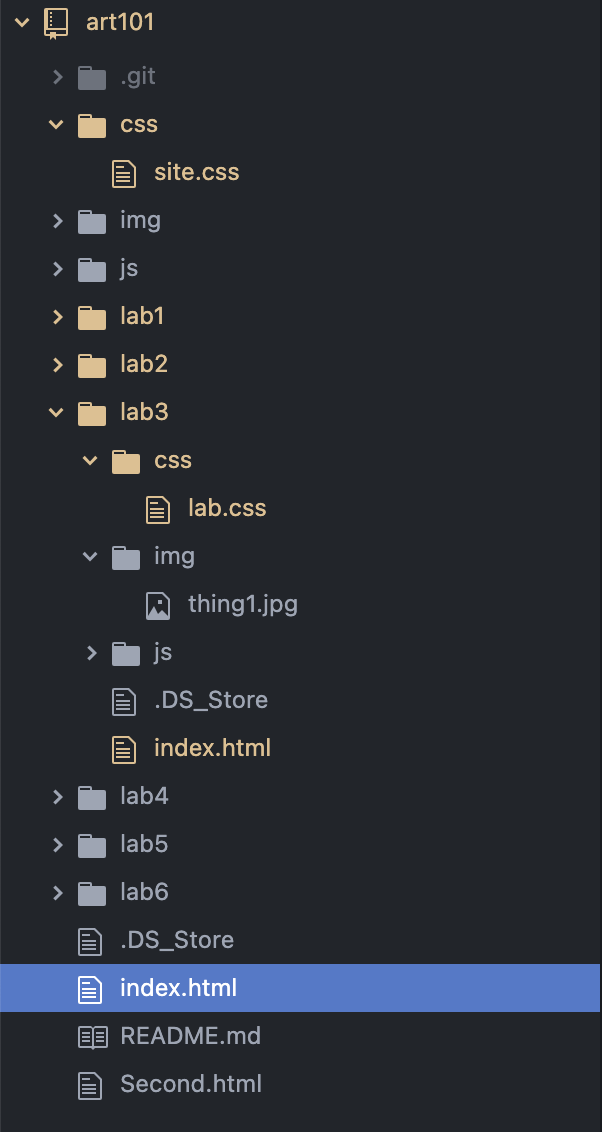 art101
.git
css
site.css
img
js
lab1
lab2
lab3
css
lab.css
img
thing1.jpg
js
.DS_Store
index.html
lab4
lab5
lab6
.DS_Store
index.html
README.md
Second.html